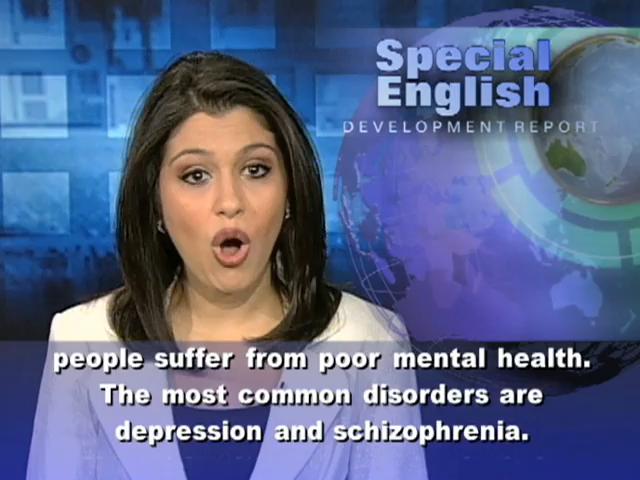 Special
English
DEVELOPMENT REPORT
people suffer from poor mental health.
The most common disorders are
depression and schizophrenia.